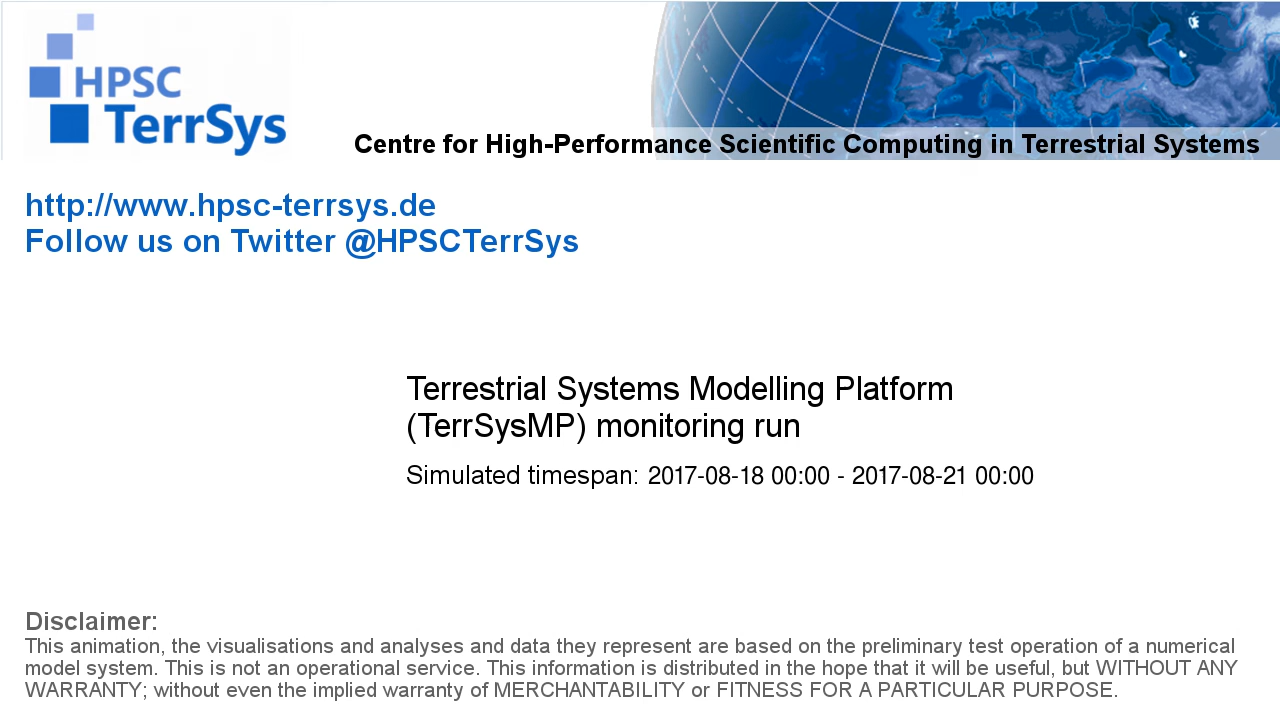 HPSC
TerrSys
Centre for High-Performance Scientific Computing in Terrestrial Systems
http://www.hpsc-terrsys.de
Follow us on Twitter @HPSCTerrSys
Terrestrial Systems Modelling Platform
(TerrSysMP) monitoring run
Simulated timespan: 2017-08-18 00:00 - 2017-08-21 00:00
Disclaimer:
This animation, the visualisations and analyses and data they represent are based on the preliminary test operation of a numerical
model system. This is not an operational service. This information is distributed in the hope that it will be useful, but WITHOUT ANY
WARRANTY; without even the implied warranty of MERCHANTABILITY or FITNESS FOR A PARTICULAR PURPOSE.